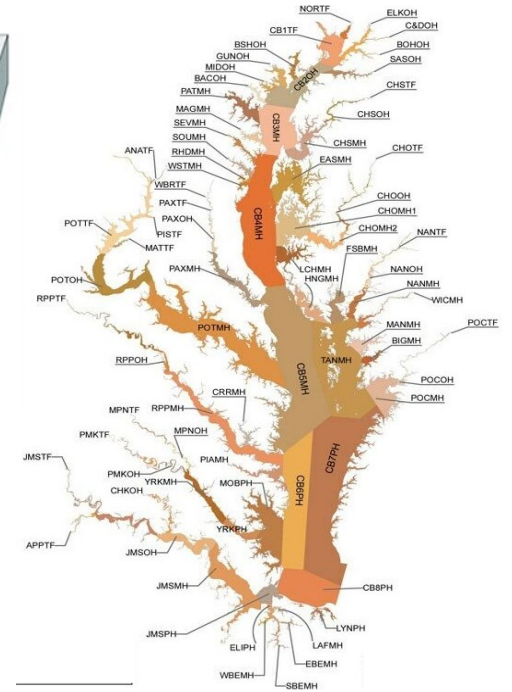 NORTF
ELKOH
CB1TF
C&DOH
BSHOH
BOHOH
GUNOH
SASOH
MIDOH
CB2OH
BACOH
CHSTF
PATMH
MAGMH
CB3MH
CHSOH
SEVMH
SOUMH
CHSMH
ANATF
RHDMH
CHOTF
EASMH
WSTMH
WBRTF
PAXTF
CHOOH
PAXOH
CB4MH
CHOMH1
POTTF
PISTF
CHOMH2
NANTF
MATTF
FSBMH
PAXMH
LCHMH
NANOH
POTOH
HNGMH
NANMH
RPPTF
WICMH
POTMH
MANMH
POCTF
BIGMH
RPPOH
CB5MH
TANMH
POCOH
CRRMH
POCMH
MPNTF
RPPMH
PMKTF
MPNOH
JMSTF
PIAMH
CB7PH
PMKOH
YRKMH
MOBPH
CB6PH
CHKOH
YRKPH
APPTF
JMSOH
JMSMH
CB8PH
JMSPH
LYNPH
ELIPH
LAFMH
EBEMH
WBEMH
SBEMH